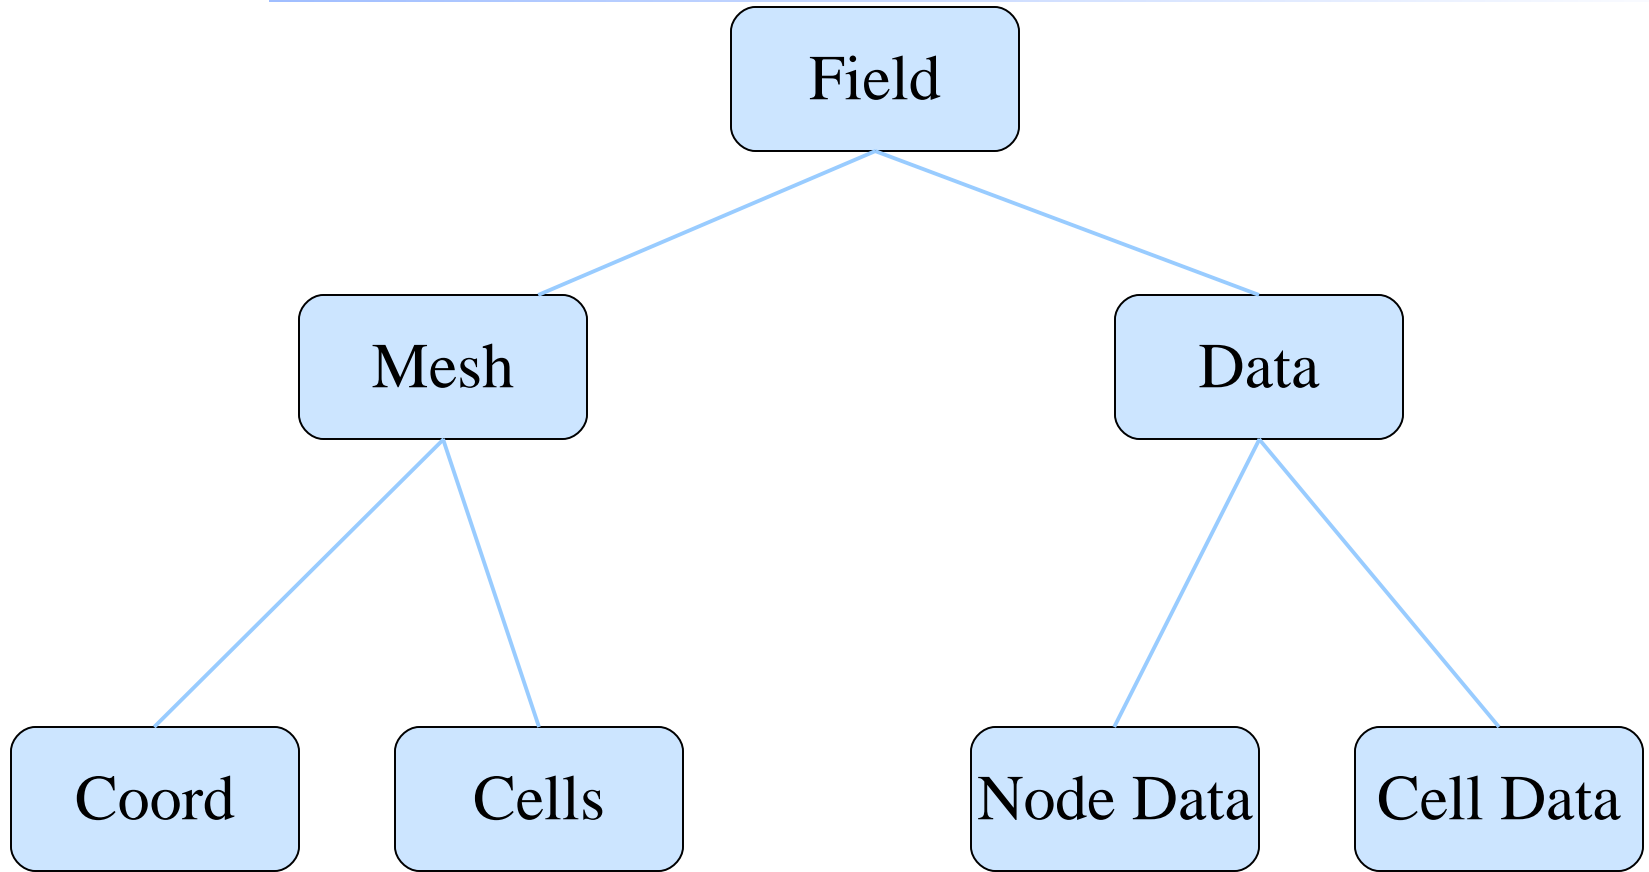 Field
Mesh
Data
Coord
Cells
Node Data
Cell Data